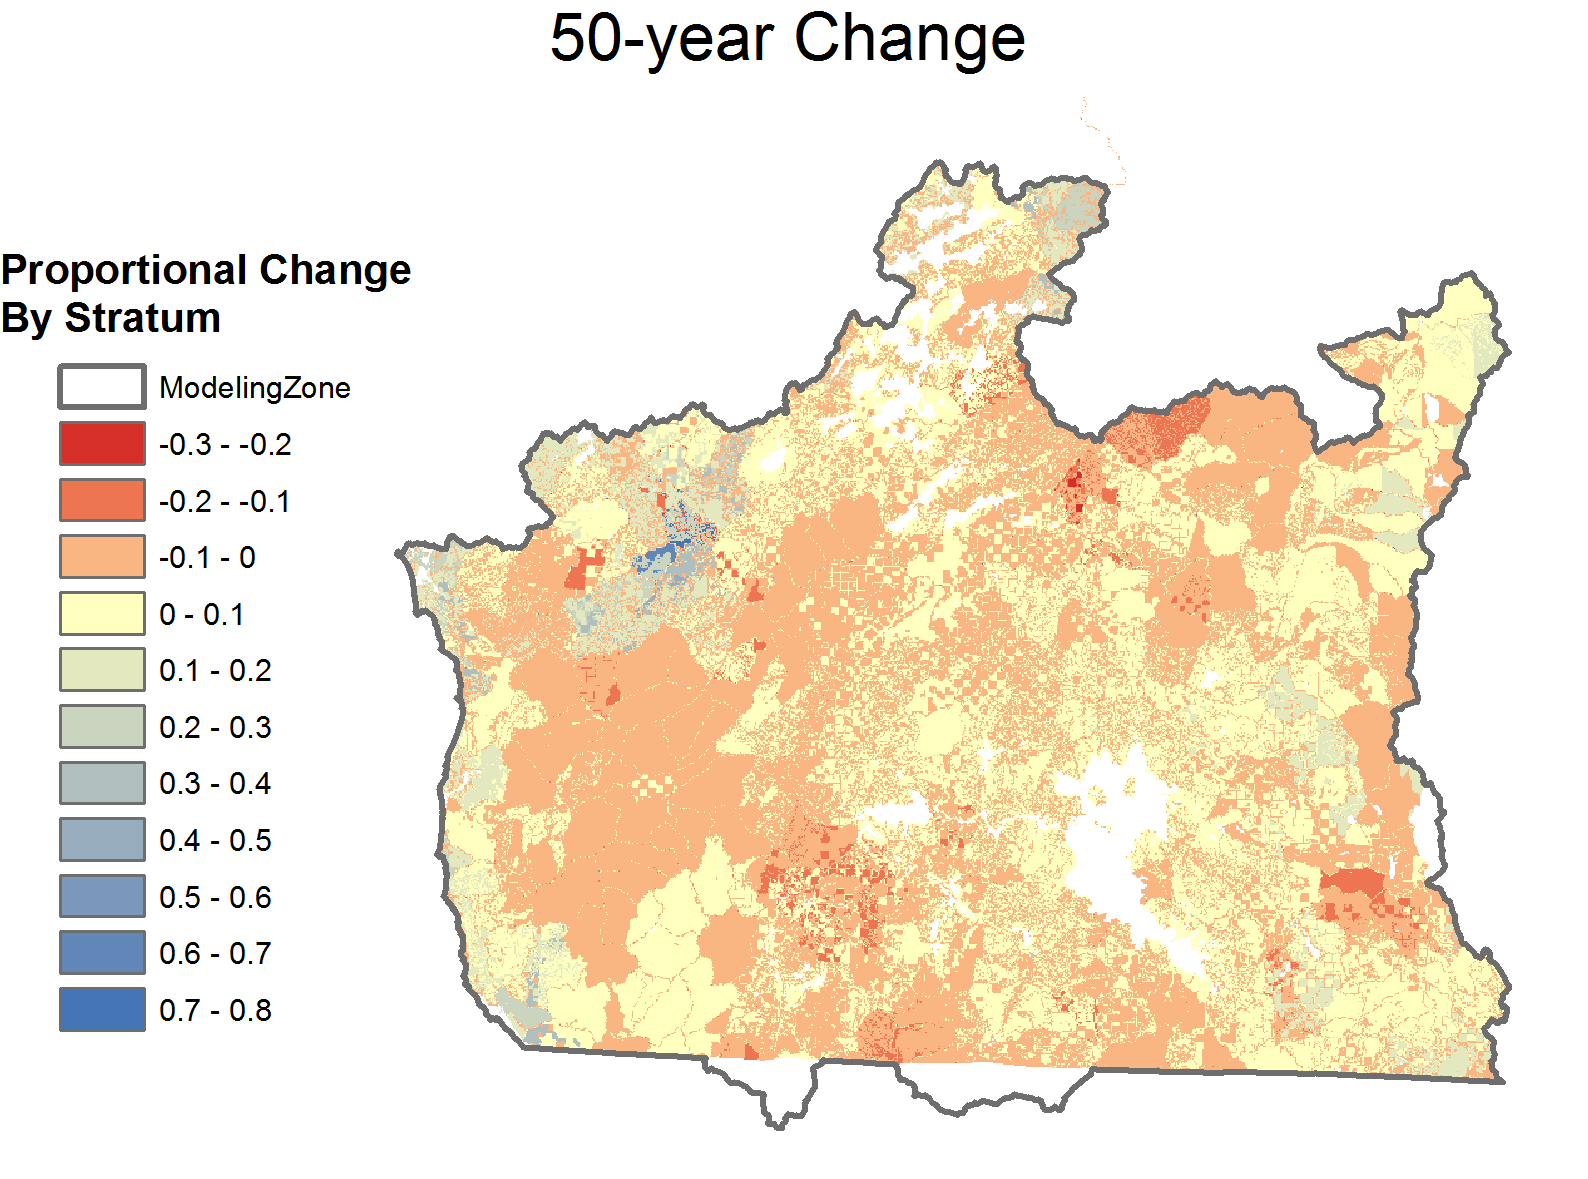 50-year Change
Proportional Change
By Stratum
ModelingZone
-0.3 - -0.2
-0.2 - -0.1
-0.1 - 0
0 - 0.1
0.1 - 0.2
0.2 - 0.3
0.3 - 0.4
0.4 - 0.5
0.5 - 0.6
0.6 - 0.7
0.7 - 0.8